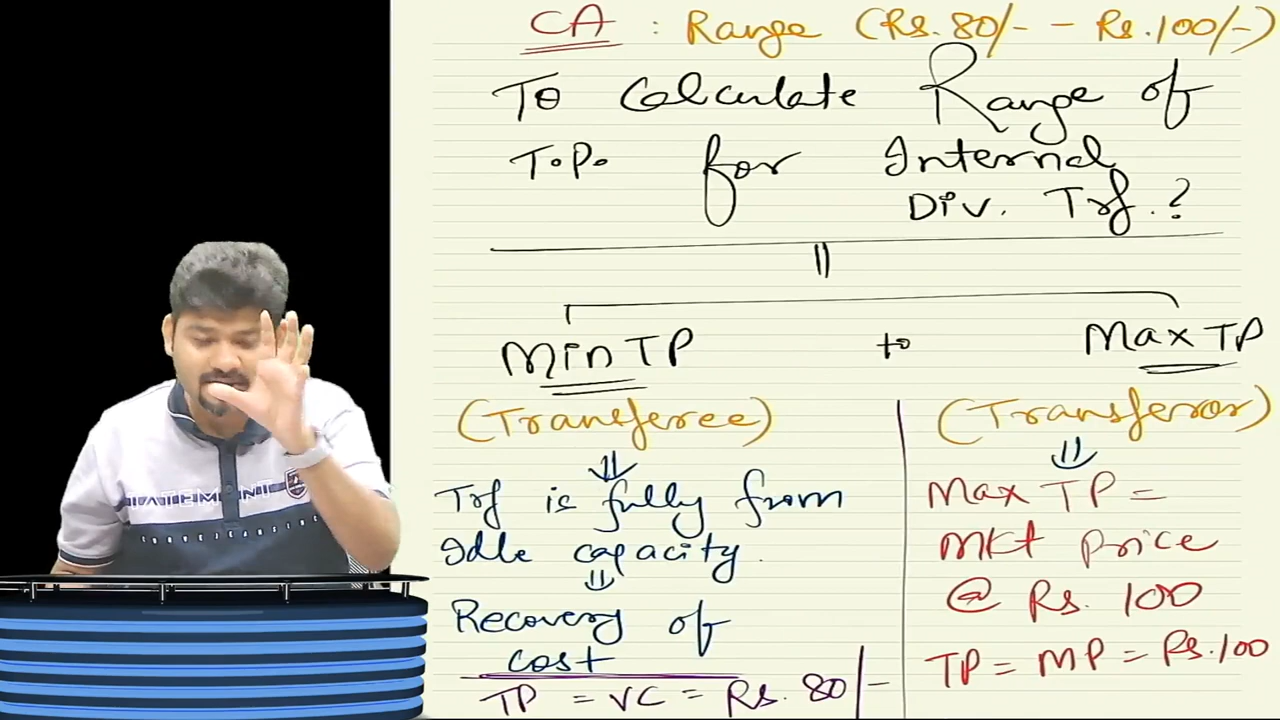 CA : Range (Rs.80/- - Rs.100/-)
To Calculate Range of
T.P. for Internal
Div. Trf.?
Min TP to Max TP
(Transferee)
Trf is fully from
Idle capacity.
Recovery of
cost
TP = VC = Rs. 80/-
(Transferor)
Max TP =
Mkt price
@ Rs. 100
TP = MP = Rs.100
ATEMENT